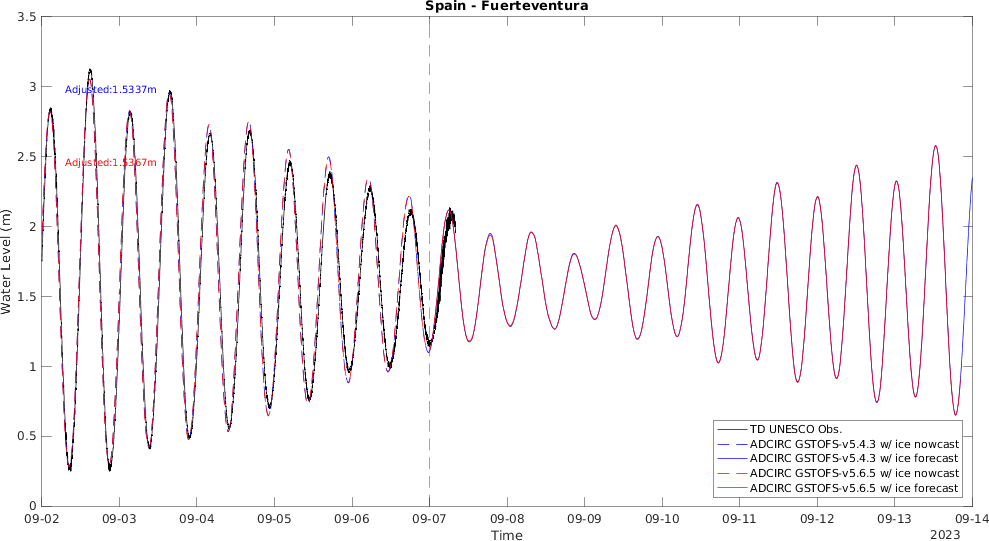 Spain - Fuerteventura
3.5
3
2.5
2
1.5
1
0.5
0
Water Level (m)
Adjusted:1.5337m
Adjusted:1.5367m
TD UNESCO Obs.
ADCIRC GSTOFS-v5.4.3 w/ ice nowcast
ADCIRC GSTOFS-v5.4.3 w/ ice forecast
ADCIRC GSTOFS-v5.6.5 w/ ice nowcast
ADCIRC GSTOFS-v5.6.5 w/ ice forecast
09-02 09-03 09-04 09-05 09-06 09-07 09-08 09-09 09-10 09-11 09-12 09-13 09-14
Time
2023